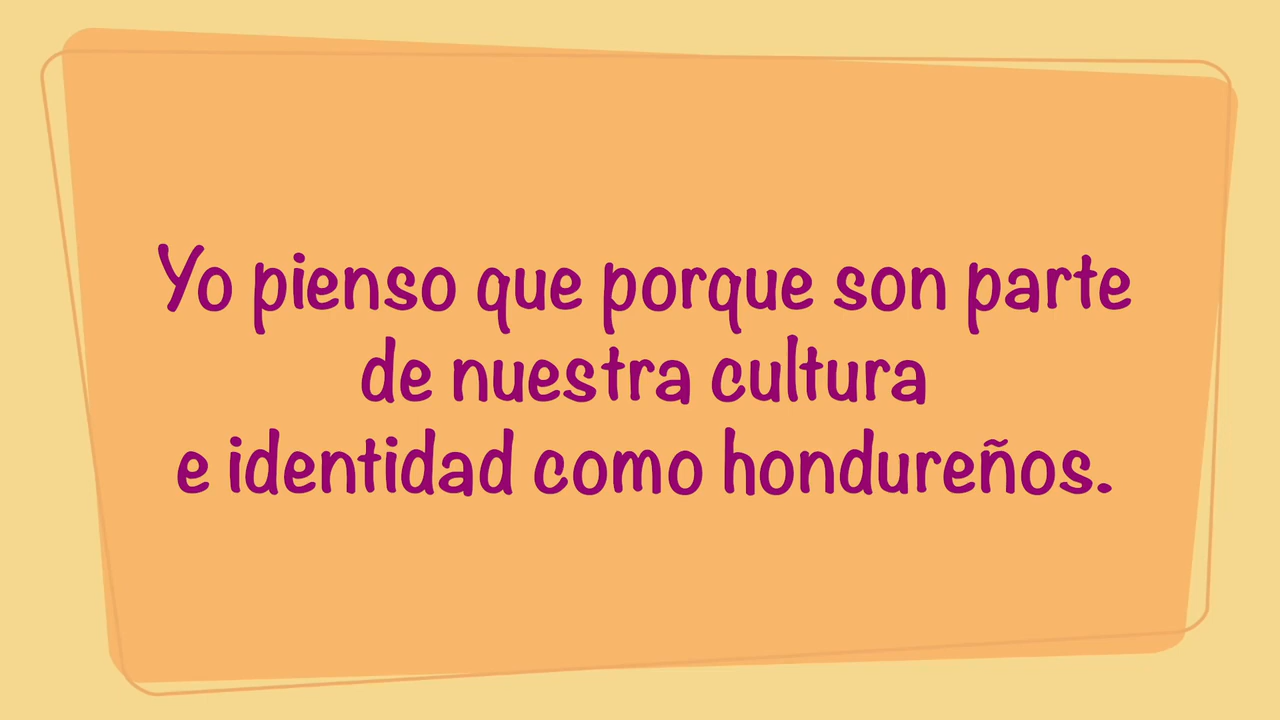 Yo pienso que porque son parte
de nuestra cultura
e identidad como hondureños.